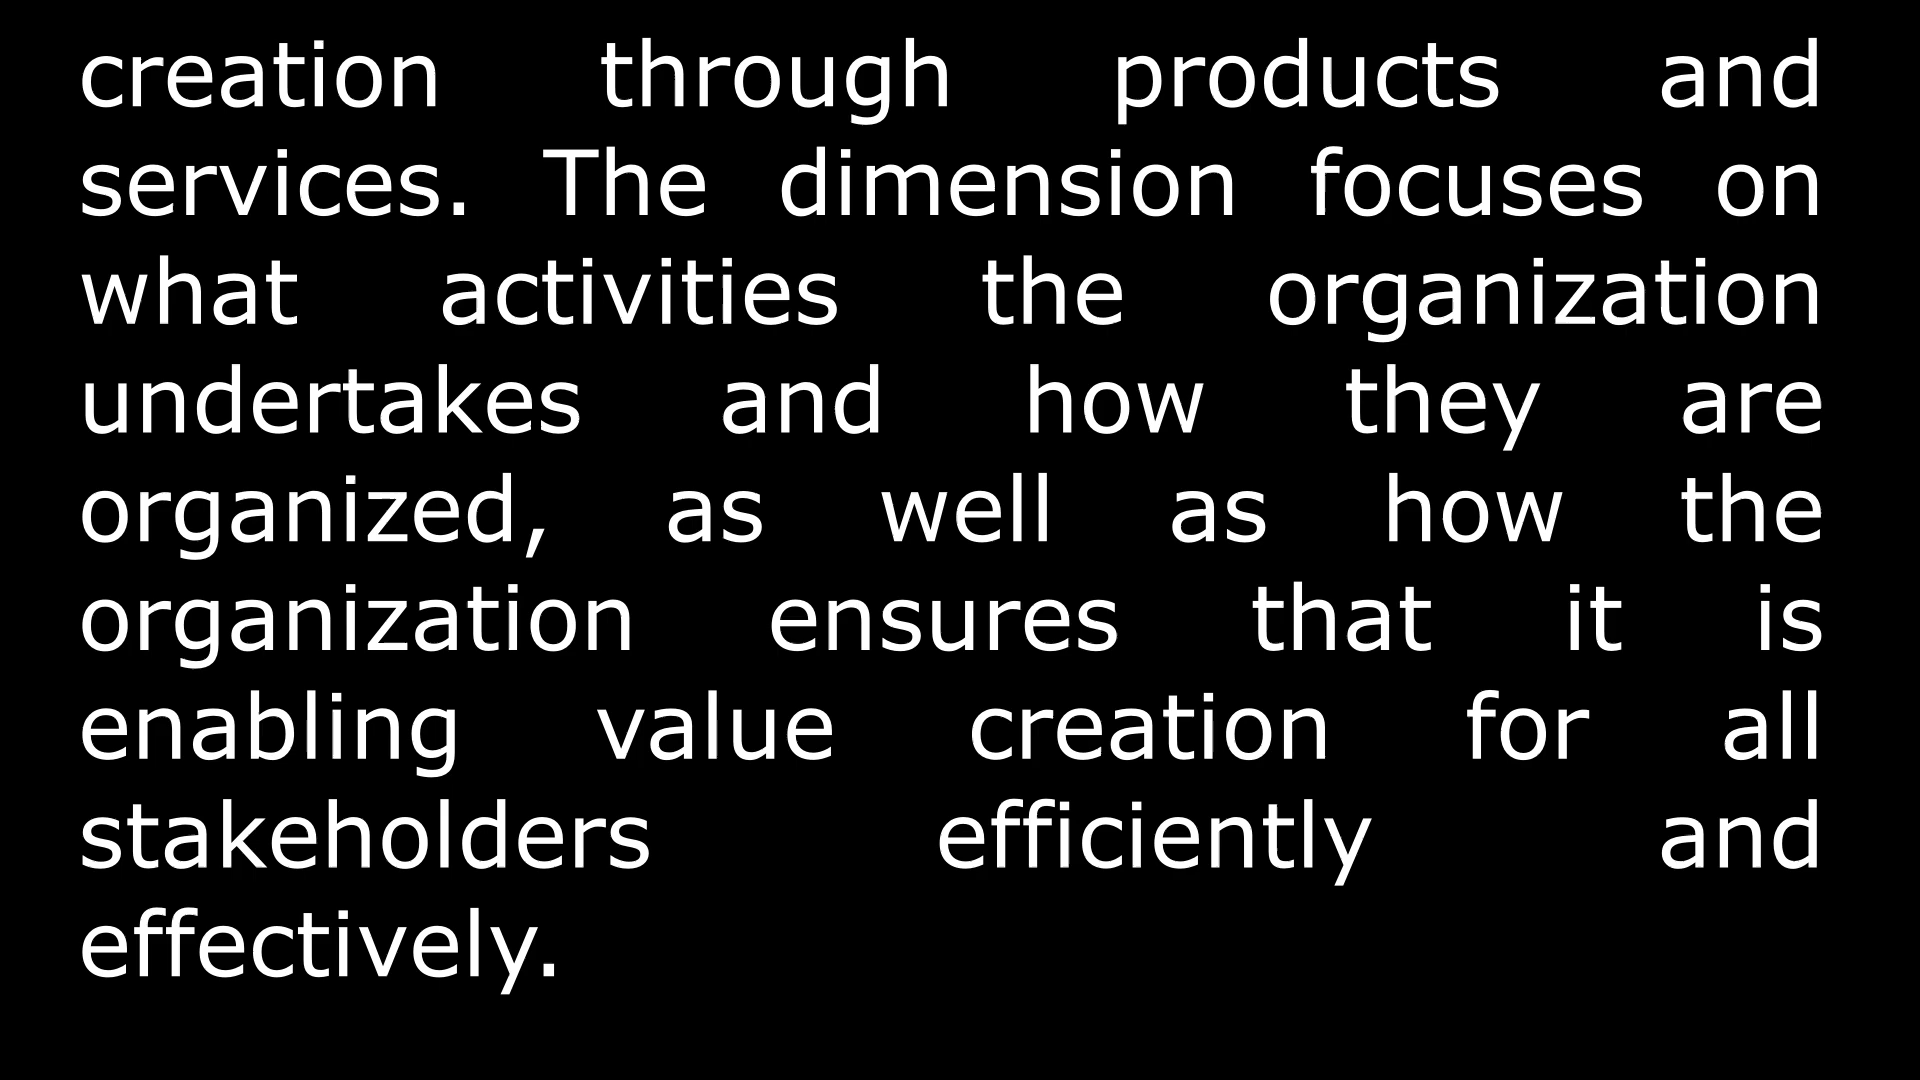 creation through products and
services. The dimension focuses on
what activities the organization
undertakes and how they are
organized, as well as how the
organization ensures that it is
enabling value creation for all
stakeholders efficiently and
effectively.